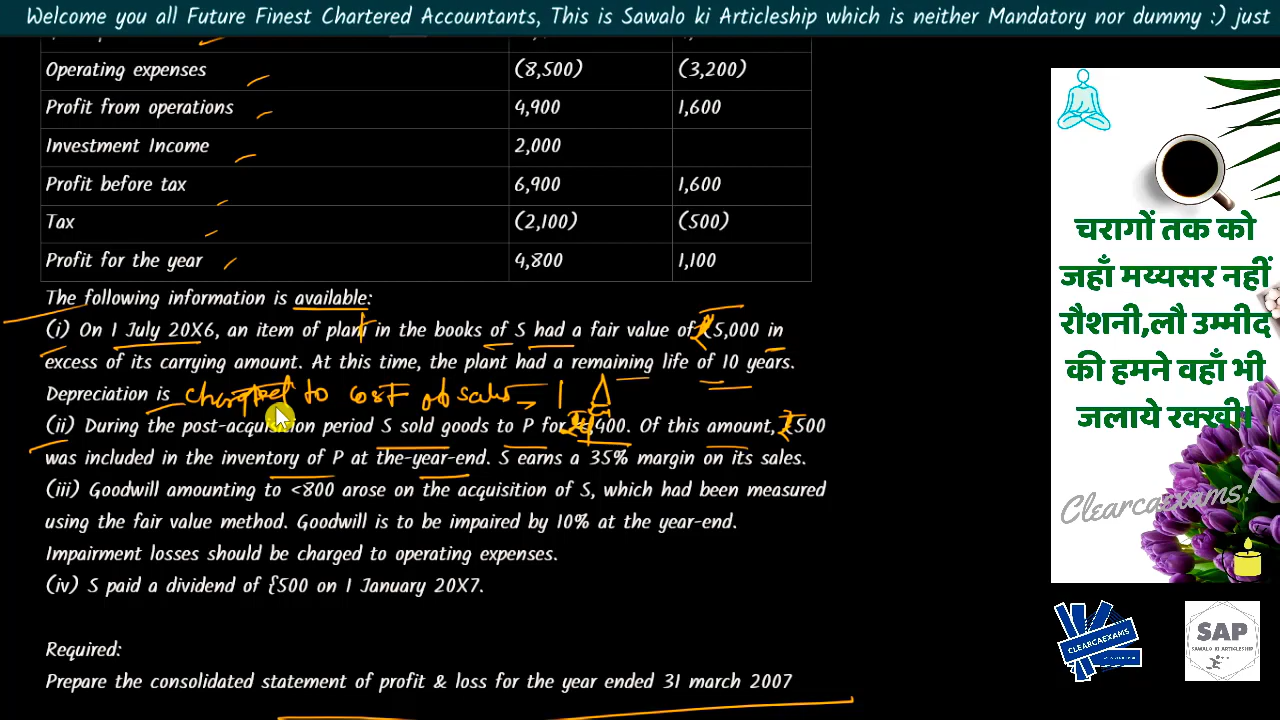 Welcome you all Future Finest Chartered Accountants, This is Sawalo ki Articleship which is neither Mandatory nor dummy :) just
Operating expenses (8,500) (3,200)
Profit from operations 4,900 1,600
Investment Income 2,000
Profit before tax 6,900 1,600
Tax (2,100) (500)
Profit for the year 4,800 1,100
The following information is available:
(i) On 1 July 20X6, an item of plant in the books of S had a fair value of ₹5,000 in
excess of its carrying amount. At this time, the plant had a remaining life of 10 years.
Depreciation is charged to cost of sales
(ii) During the post-acquisition period S sold goods to P for 400. Of this amount, ₹500
was included in the inventory of P at the-year-end. S earns a 35% margin on its sales.
(iii) Goodwill amounting to <800 arose on the acquisition of S, which had been measured
using the fair value method. Goodwill is to be impaired by 10% at the year-end.
Impairment losses should be charged to operating expenses.
(iv) S paid a dividend of {500 on 1 January 20X7.
Required:
Prepare the consolidated statement of profit & loss for the year ended 31 march 2007
चरागों तक को
जहाँ मय्यसर नहीं
रौशनी,लौ उम्मीद
की हमने वहाँ भी
जलाये रक्खी।
Clearcaexams!
CLEARCAEXAMS
SAP
SAWALO KI ARTICLESHIP